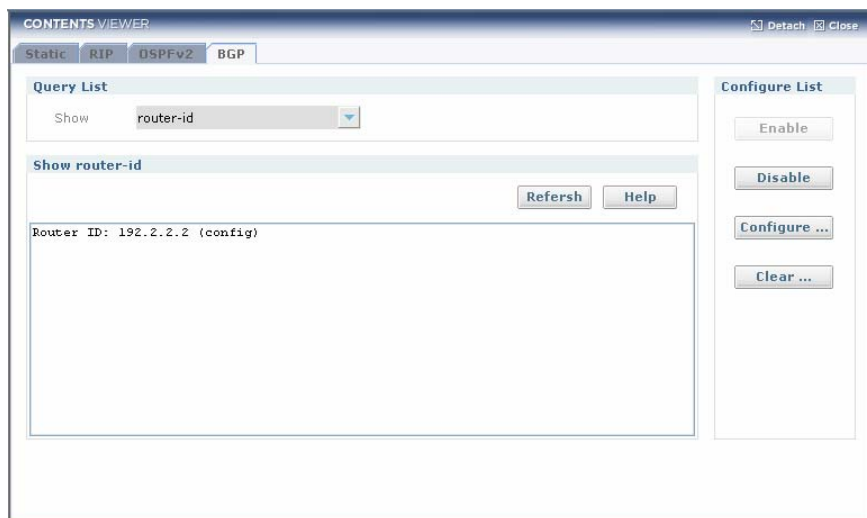 CONTENTS VIEWER
Detach Close
Static RIP OSPFv2 BGP
Query List
Show router-id
Show router-id
Refersh Help
Router ID: 192.2.2.2 (config)
Configure List
Enable
Disable
Configure ...
Clear ...